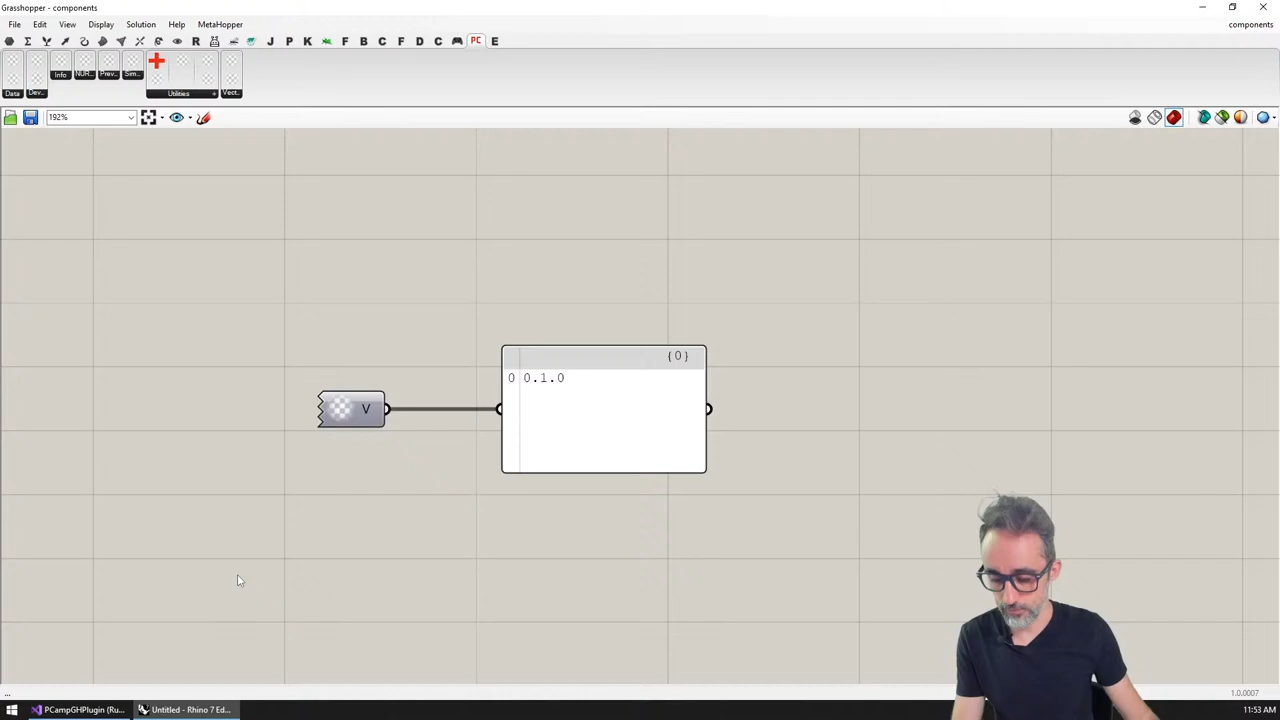 Grasshopper - components
File Edit View Display Solution Help MetaHopper
components
J P K F B C F D C PC E
Info NUR... Prev... Sim...
Data Dev... Utilities Vect...
192%
V
{0}
0 0.1.0
...
1.0.0007
PCampGHPlugin (Ru...
Untitled - Rhino 7 Ed...
11:53 AM